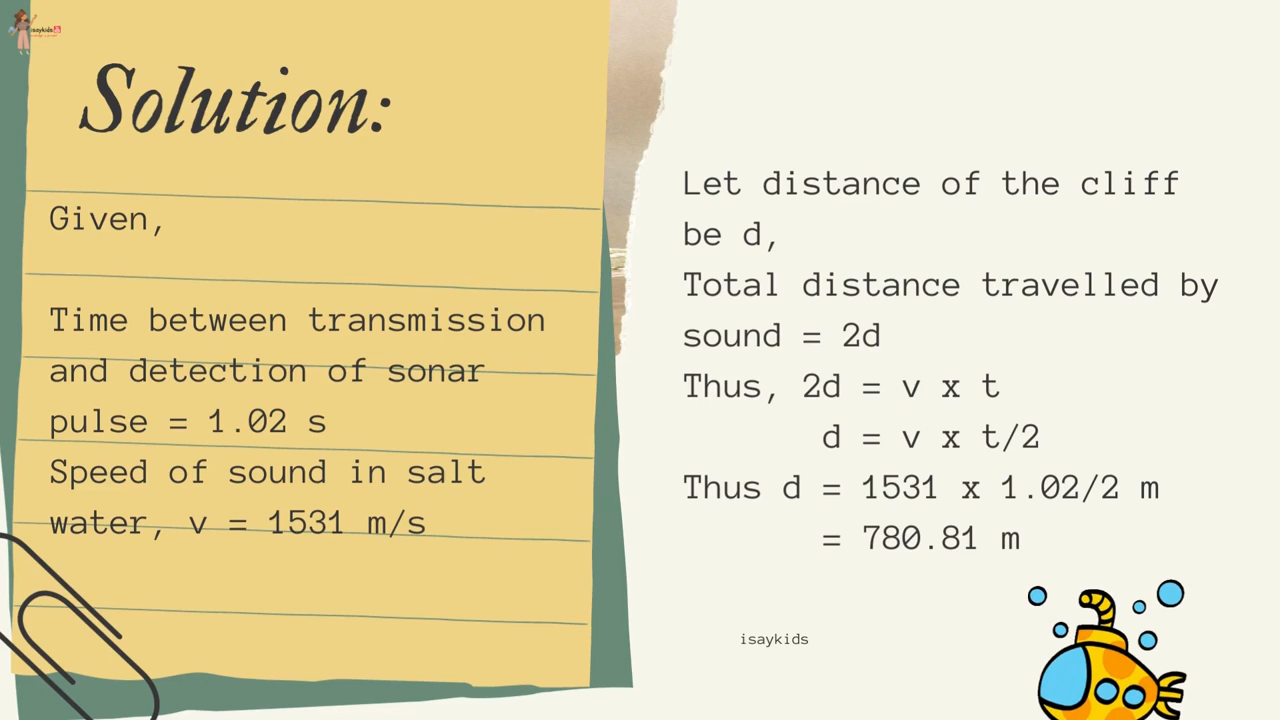 isaykids
Solution:
Given,
Time between transmission
and detection of sonar
pulse = 1.02 s
Speed of sound in salt
water, v = 1531 m/s
Let distance of the cliff
be d,
Total distance travelled by
sound = 2d
Thus, 2d = v x t
d = v x t/2
Thus d = 1531 x 1.02/2 m
= 780.81 m
isaykids